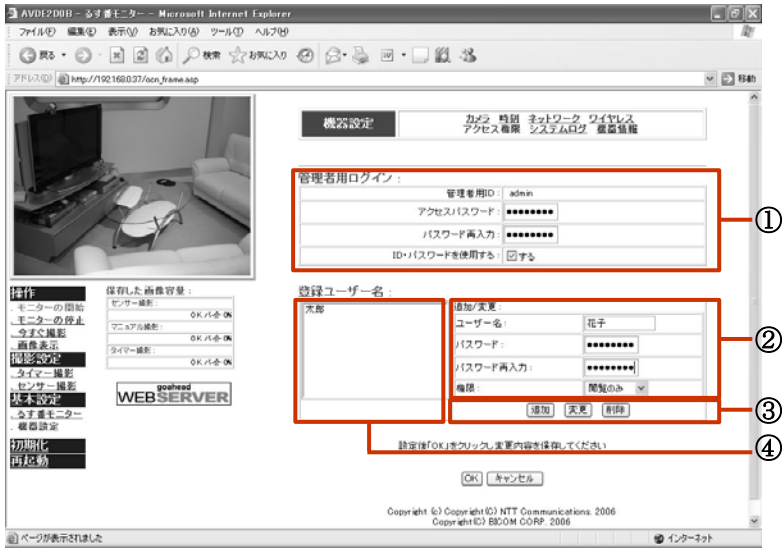 AVDE2D0B - るす番モニター - Microsoft Internet Explorer
ファイル(F) 編集(E) 表示(V) お気に入り(A) ツール(T) ヘルプ(H)
戻る 検索 お気に入り
アドレス(D) http://192.168.0.37/ocn_frame.asp 移動
機器設定
カメラ 時刻 ネットワーク ワイヤレス
アクセス権限 システムログ 機器情報
管理者用ログイン :
管理者用ID : admin
アクセスパスワード : ●●●●●●●●
パスワード再入力 : ●●●●●●●●
ID・パスワードを使用する : する
①
操作
. モニターの開始
. モニターの停止
. 今すぐ撮影
. 画像表示
撮影設定
. タイマー撮影
. センサー撮影
基本設定
. るす番モニター
. 機器設定
初期化
再起動
保存した画像容量 :
センサー撮影 :
0K バイト 0%
マニュアル撮影 :
0K バイト 0%
タイマー撮影 :
0K バイト 0%
goahead
WEBSERVER
登録ユーザー名 :
太郎
追加/変更 :
ユーザー名 : 花子
パスワード : ●●●●●●●●
パスワード再入力 : ●●●●●●●●
権限 : 閲覧のみ
②
追加 変更 削除
③
④
設定後「OK」をクリックし変更内容を保存してください
OK キャンセル
Copyright (c) Copyright(C) NTT Communications. 2006
Copyright(C) BICOM CORP. 2006
ページが表示されました インターネット